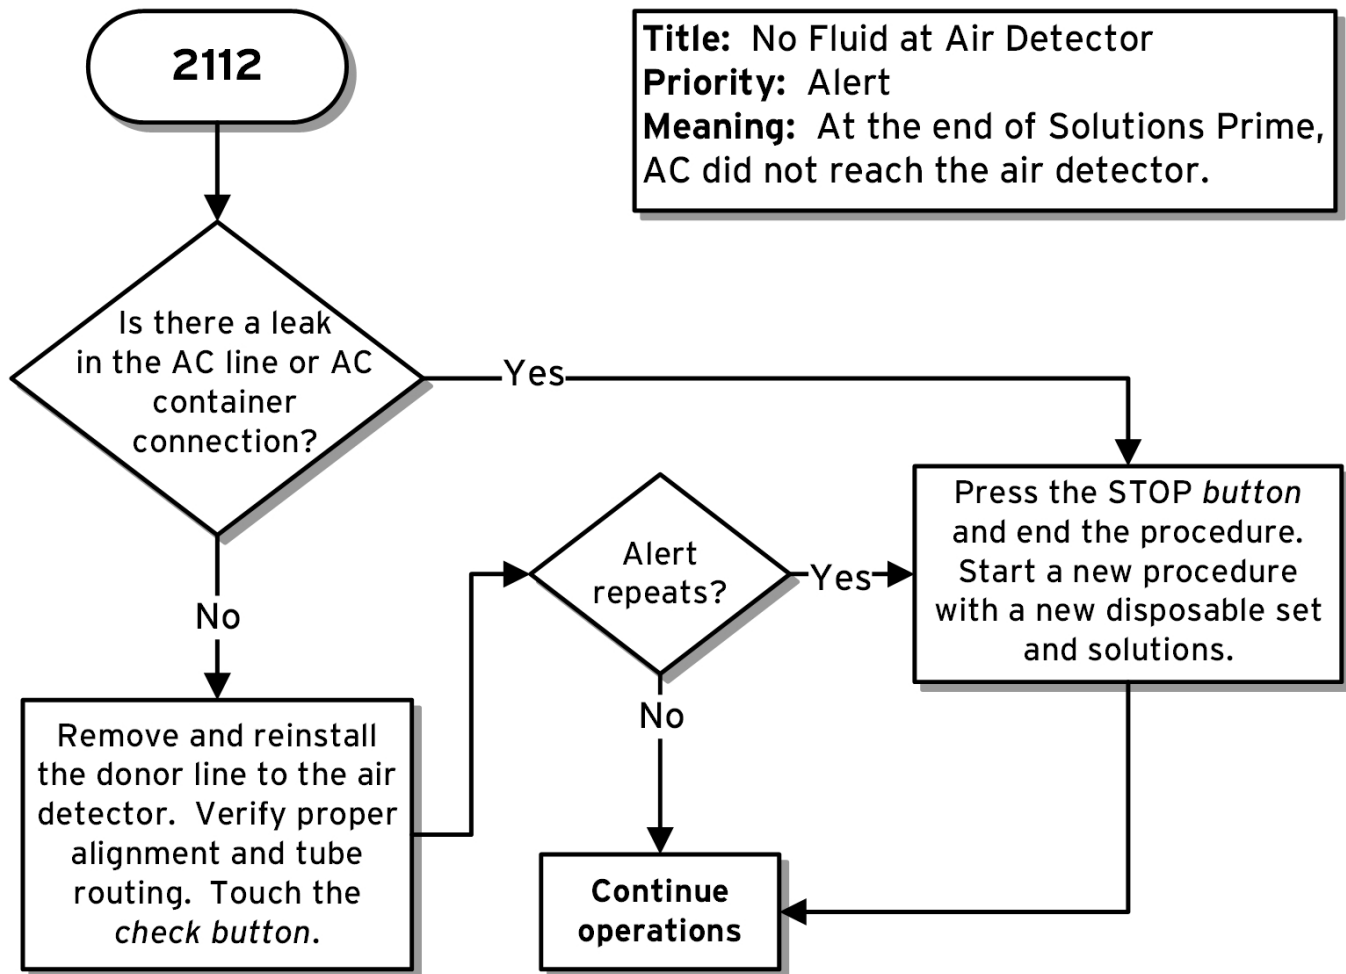 2112
Title: No Fluid at Air Detector
Priority: Alert
Meaning: At the end of Solutions Prime,
AC did not reach the air detector.
Is there a leak
in the AC line or AC
container
connection?
Yes
No
Remove and reinstall
the donor line to the air
detector. Verify proper
alignment and tube
routing. Touch the
check button.
Alert
repeats?
Yes
No
Press the STOP button
and end the procedure.
Start a new procedure
with a new disposable set
and solutions.
Continue
operations